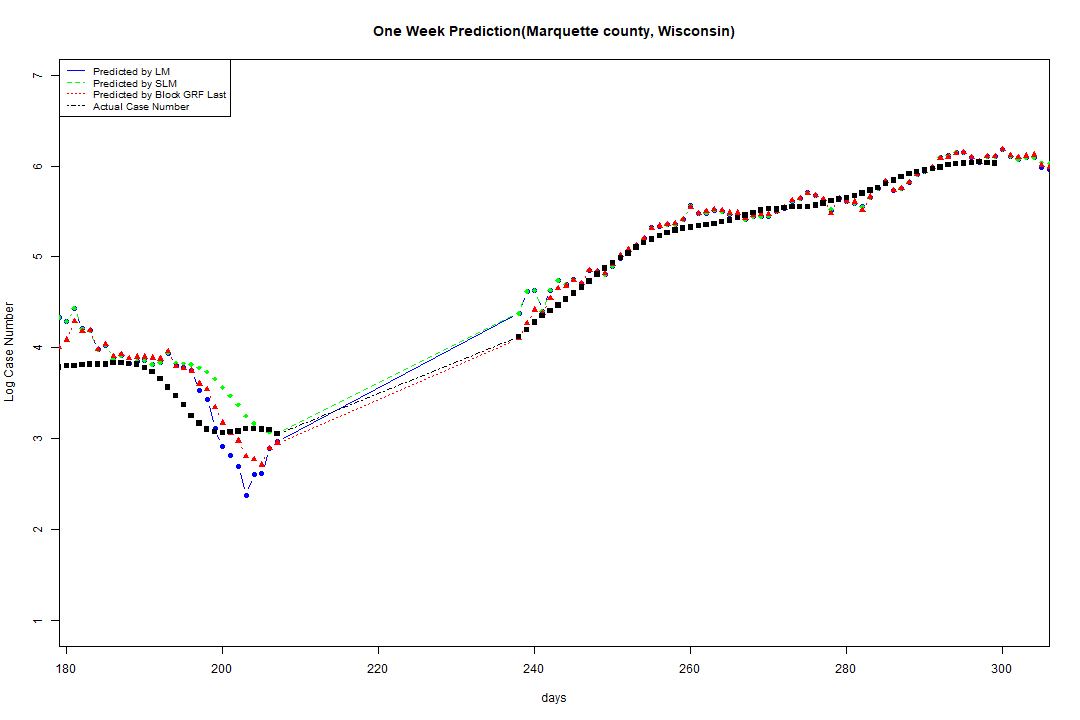 One Week Prediction(Marquette county, Wisconsin)
Predicted by LM
Predicted by SLM
Predicted by Block GRF Last
Actual Case Number
7
6
5
4
3
2
1
Log Case Number
180 200 220 240 260 280 300
days